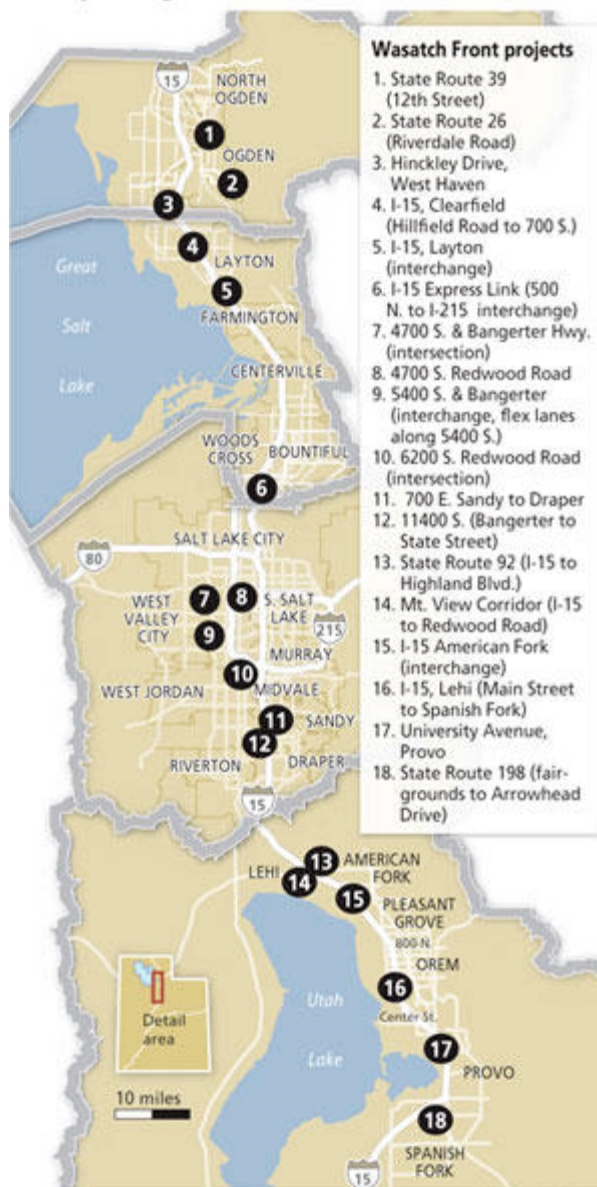 Wasatch Front projects
1. State Route 39
(12th Street)
2. State Route 26
(Riverdale Road)
3. Hinckley Drive,
West Haven
4. I-15, Clearfield
(Hillfield Road to 700 S.)
5. I-15, Layton
(interchange)
6. I-15 Express Link (500
N. to I-215 interchange)
7. 4700 S. & Bangerter Hwy.
(intersection)
8. 4700 S. Redwood Road
9. 5400 S. & Bangerter
(interchange, flex lanes
along 5400 S.)
10. 6200 S. Redwood Road
(intersection)
11. 700 E. Sandy to Draper
12. 11400 S. (Bangerter to
State Street)
13. State Route 92 (I-15 to
Highland Blvd.)
14. Mt. View Corridor (I-15
to Redwood Road)
15. I-15 American Fork
(interchange)
16. I-15, Lehi (Main Street
to Spanish Fork)
17. University Avenue,
Provo
18. State Route 198 (fair-
grounds to Arrowhead
Drive)
15
NORTH
OGDEN
1
OGDEN
2
3
4
LAYTON
Great
Salt
Lake
5
FARMINGTON
CENTERVILLE
WOODS
CROSS
BOUNTIFUL
6
SALT LAKE CITY
80
7
8
WEST
VALLEY
CITY
S. SALT
LAKE
215
9
MURRAY
10
WEST JORDAN
MIDVALE
11
SANDY
12
RIVERTON
DRAPER
15
13
AMERICAN
FORK
LEHI
14
15
PLEASANT
GROVE
800 N.
OREM
16
Utah
Lake
Center St.
Detail
area
17
PROVO
10 miles
18
SPANISH
FORK
15